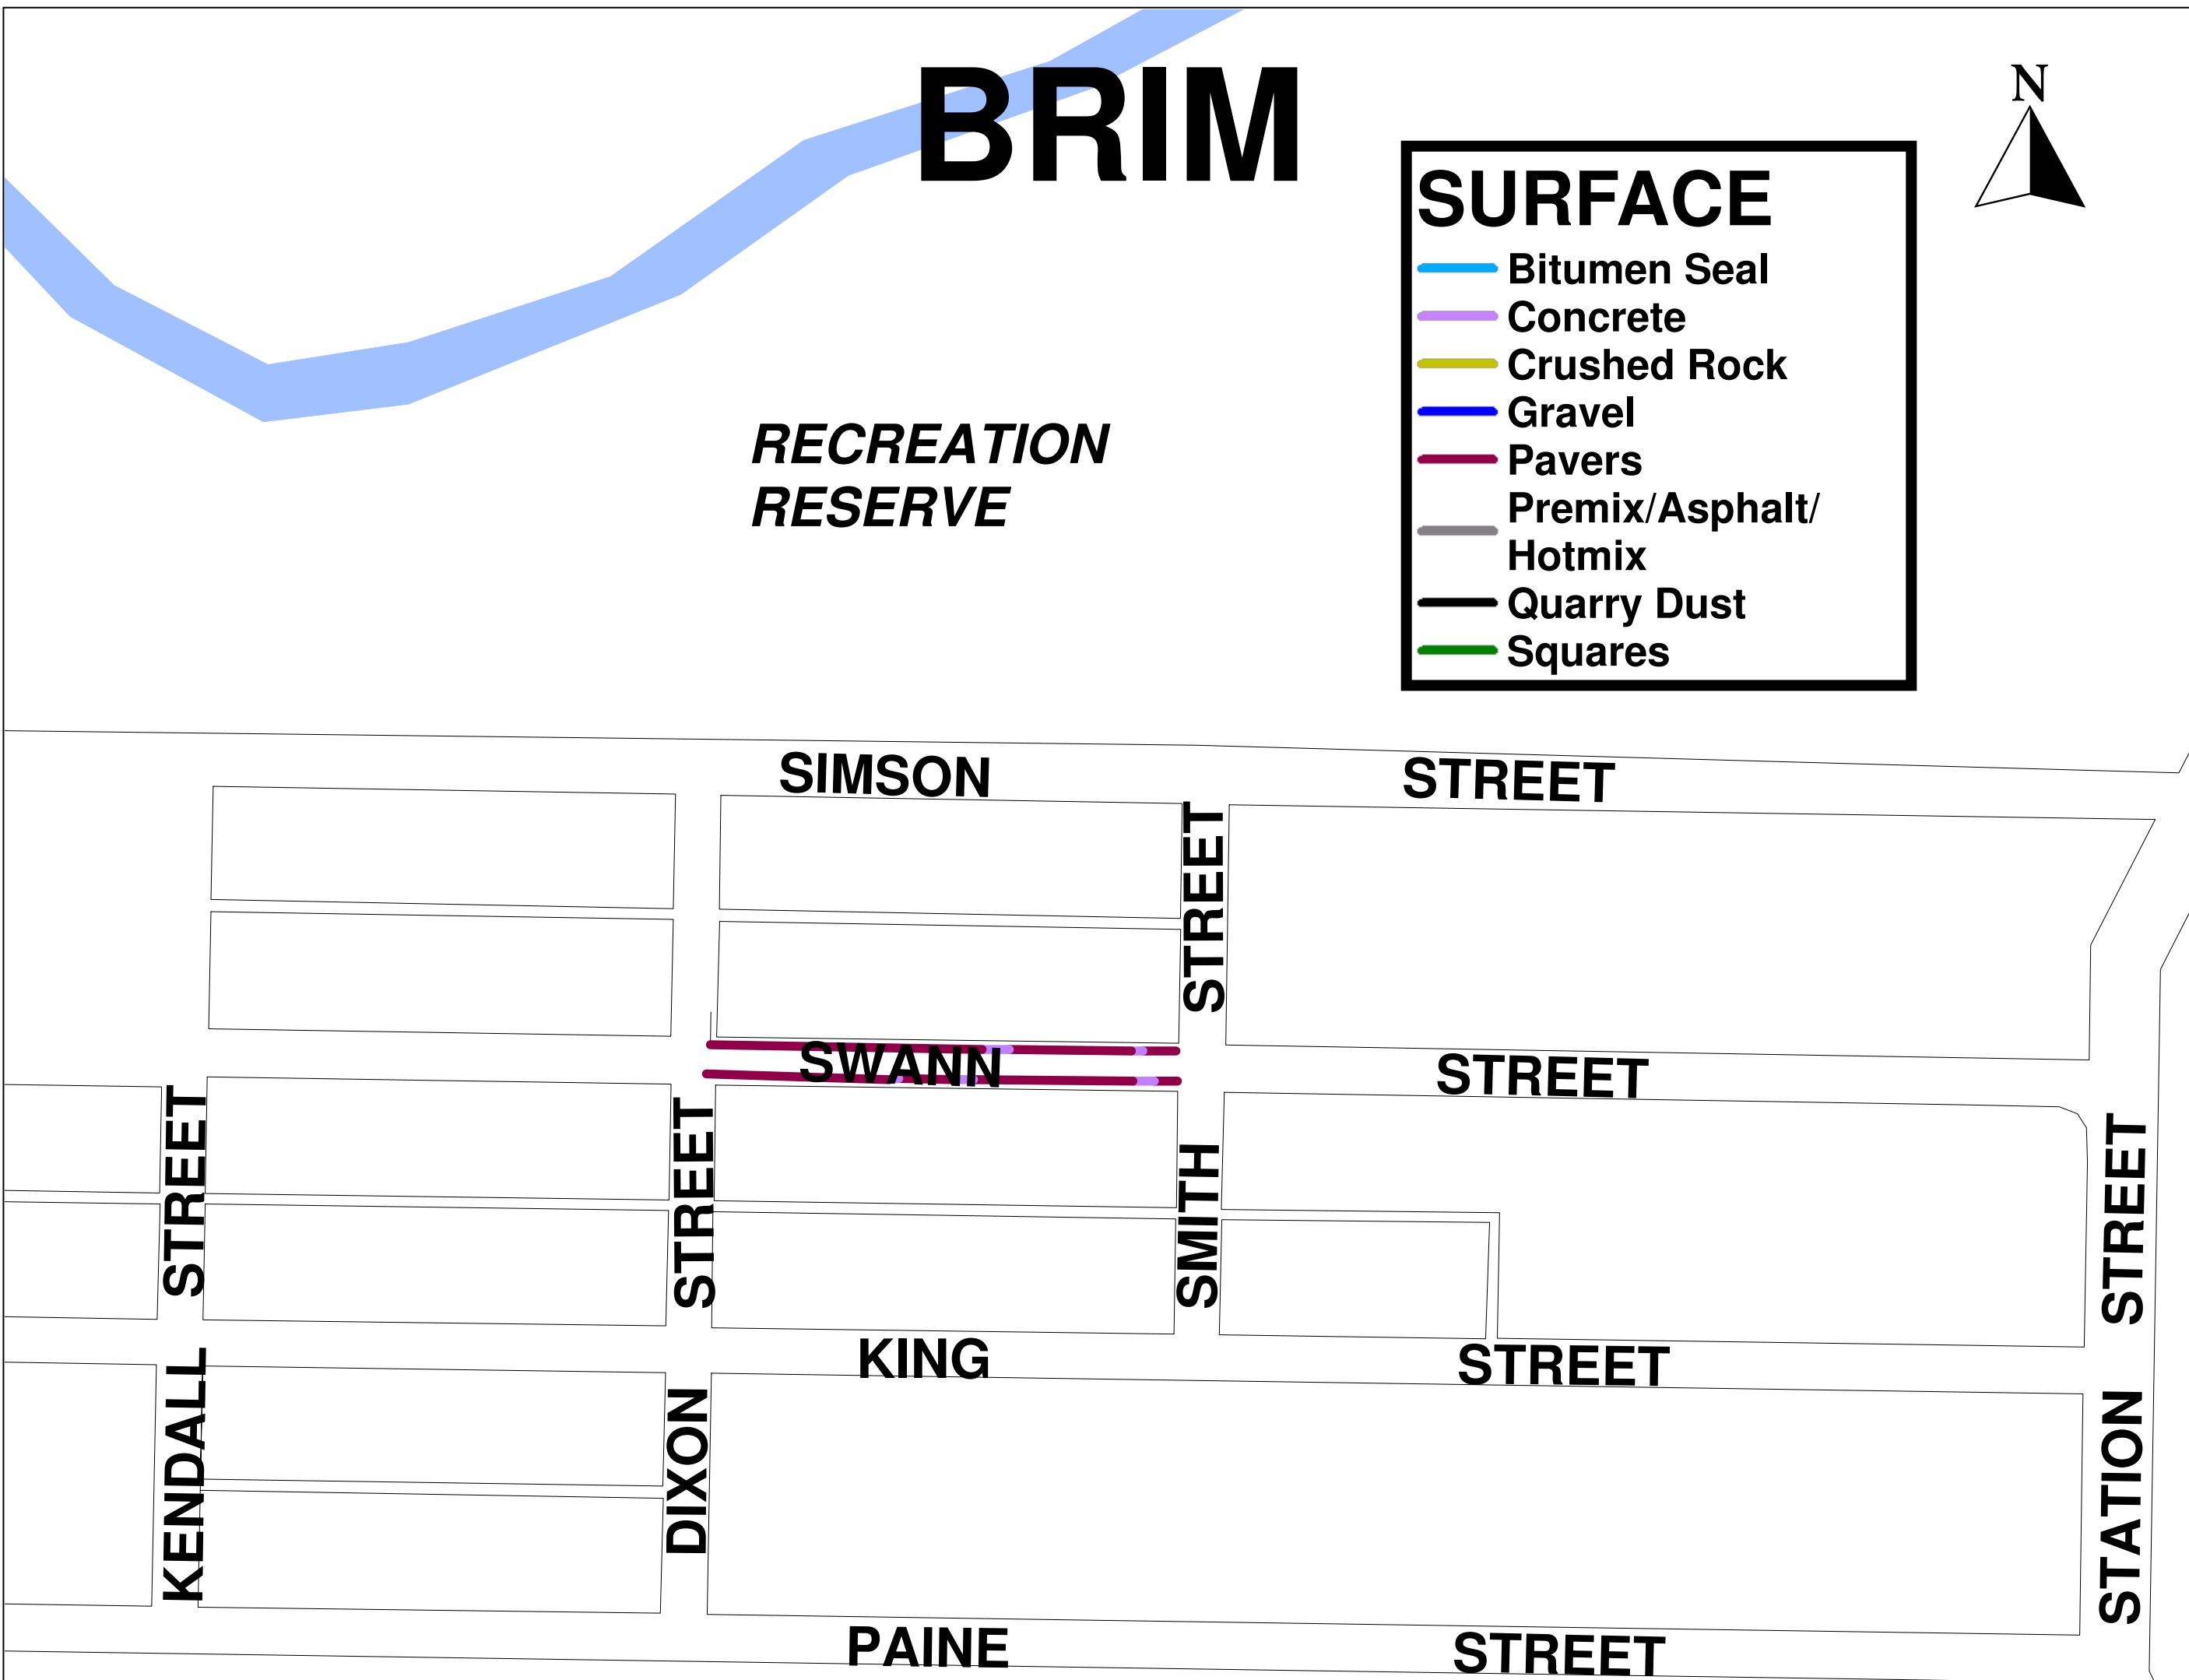 BRIM
N
SURFACE
Bitumen Seal
Concrete
Crushed Rock
Gravel
Pavers
Premix/Asphalt/
Hotmix
Quarry Dust
Squares
RECREATION
RESERVE
SIMSON STREET
SMITH STREET
SWANN STREET
KENDALL STREET
DIXON STREET
STATION STREET
KING STREET
PAINE STREET